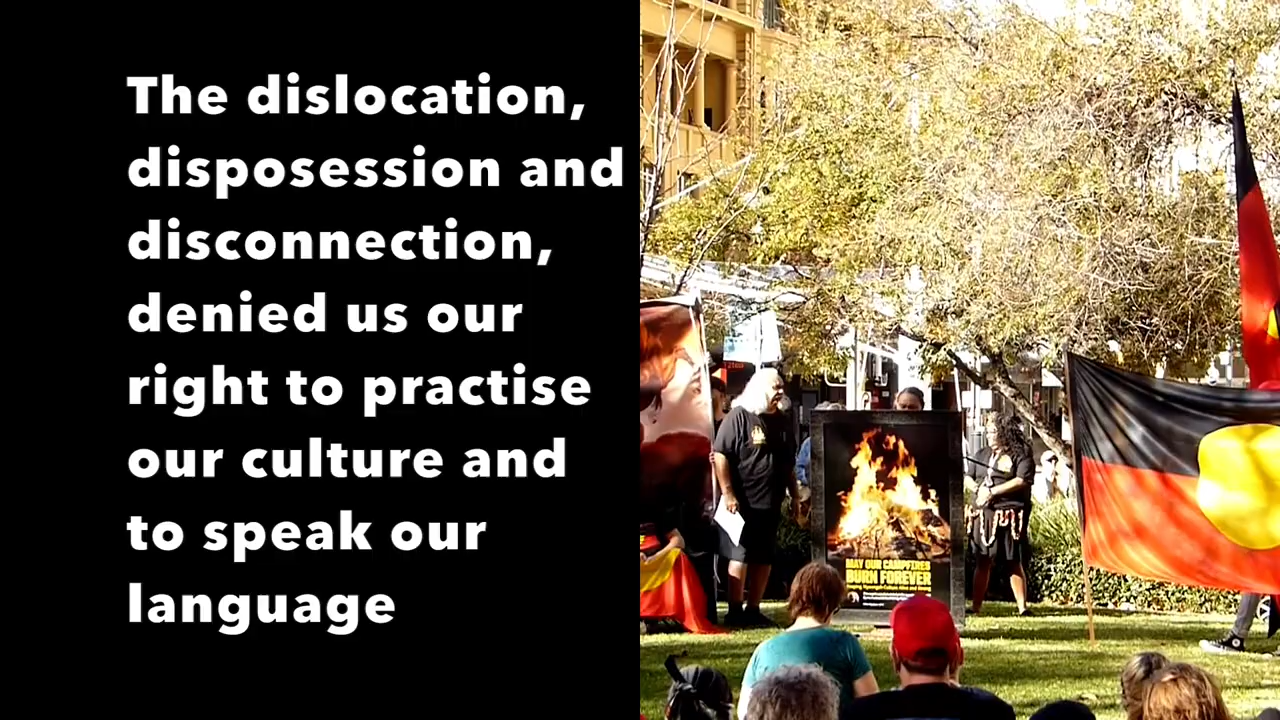 The dislocation,
disposession and
disconnection,
denied us our
right to practise
our culture and
to speak our
language
MAY OUR CAMPFIRES
BURN FOREVER